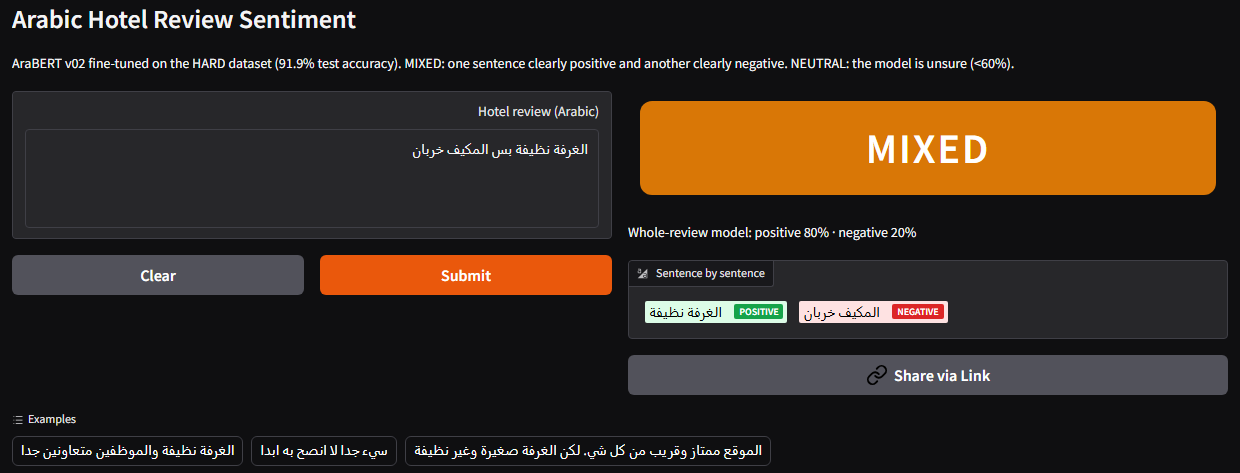 Arabic Hotel Review Sentiment
AraBERT v02 fine-tuned on the HARD dataset (91.9% test accuracy). MIXED: one sentence clearly positive and another clearly negative. NEUTRAL: the model is unsure (<60%).
Hotel review (Arabic)
الغرفة نظيفة بس المكيف خربان
Clear
Submit
MIXED
Whole-review model: positive 80% · negative 20%
Sentence by sentence
الغرفة نظيفة POSITIVE المكيف خربان NEGATIVE
Share via Link
Examples
الغرفة نظيفة والموظفين متعاونين جدا
سيء جدا لا انصح به ابدا
الموقع ممتاز وقريب من كل شي. لكن الغرفة صغيرة وغير نظيفة